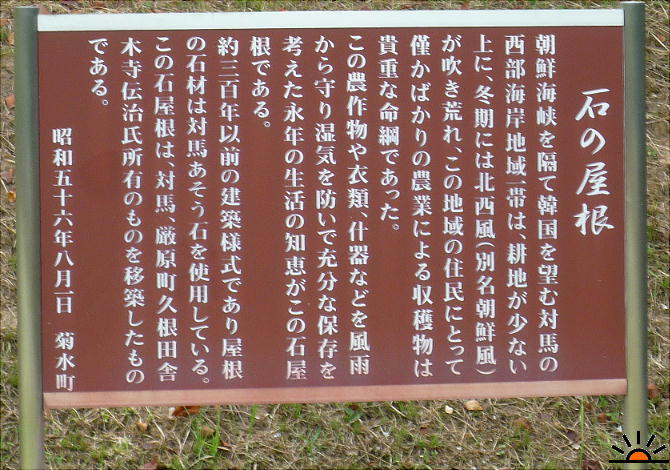 石の屋根
朝鮮海峡を隔て韓国を望む対馬の
西部海岸地域一帯は、耕地が少ない
上に、冬期には北西風(別名朝鮮風)
が吹き荒れ、この地域の住民にとって
僅かばかりの農業による収穫物は
貴重な命綱であった。
この農作物や衣類、什器などを風雨
から守り湿気を防いで充分な保存を
考えた永年の生活の知恵がこの石屋
根である。
約三百年以前の建築様式であり屋根
の石材は対馬あそう石を使用している。
この石屋根は、対馬、厳原町久根田舎
木寺伝治氏所有のものを移築したもの
である。
昭和五十六年八月一日 菊水町